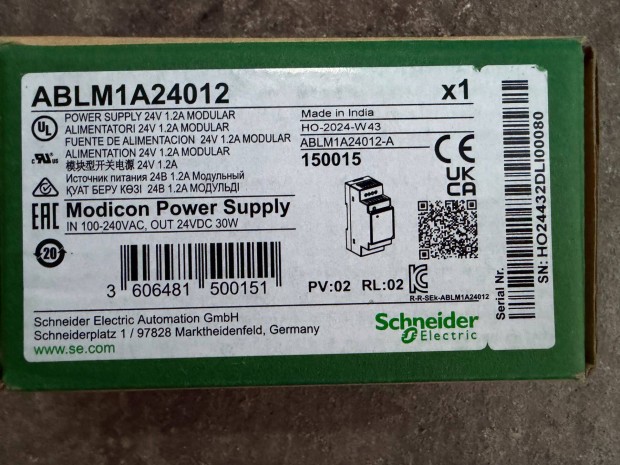 ABLM1A24012
x1
POWER SUPPLY 24V 1.2A MODULAR
ALIMENTATORI 24V 1.2A MODULAR
FUENTE DE ALIMENTACION 24V 1.2A MODULAR
ALIMENTATION 24V 1.2A MODULAR
模块型开关电源 24V 1.2A
Источник питания 24В 1.2А Модульный
ҚУАТ БЕРУ КӨЗІ 24В 1.2А МОДУЛЬДІ
UL
c UL us
EAC
20
Made in India
HO-2024-W43
ABLM1A24012-A
150015
CE
UK
CA
Modicon Power Supply
IN 100-240VAC, OUT 24VDC 30W
3 606481 500151
PV:02 RL:02
R-R-SEk-ABLM1A24012
Schneider Electric Automation GmbH
Schneiderplatz 1 / 97828 Marktheidenfeld, Germany
www.se.com
Schneider
Electric
Serial Nr.
SN: HO24432DLI00080